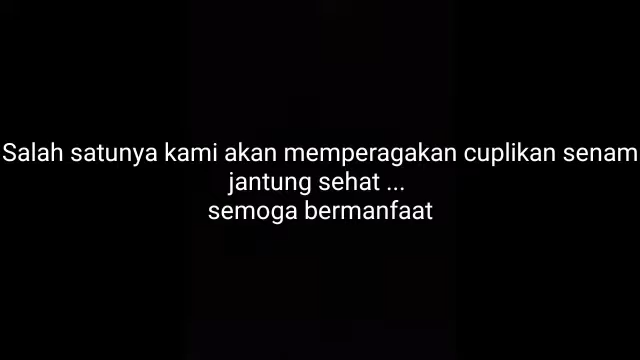 Salah satunya kami akan memperagakan cuplikan senam
jantung sehat ...
semoga bermanfaat